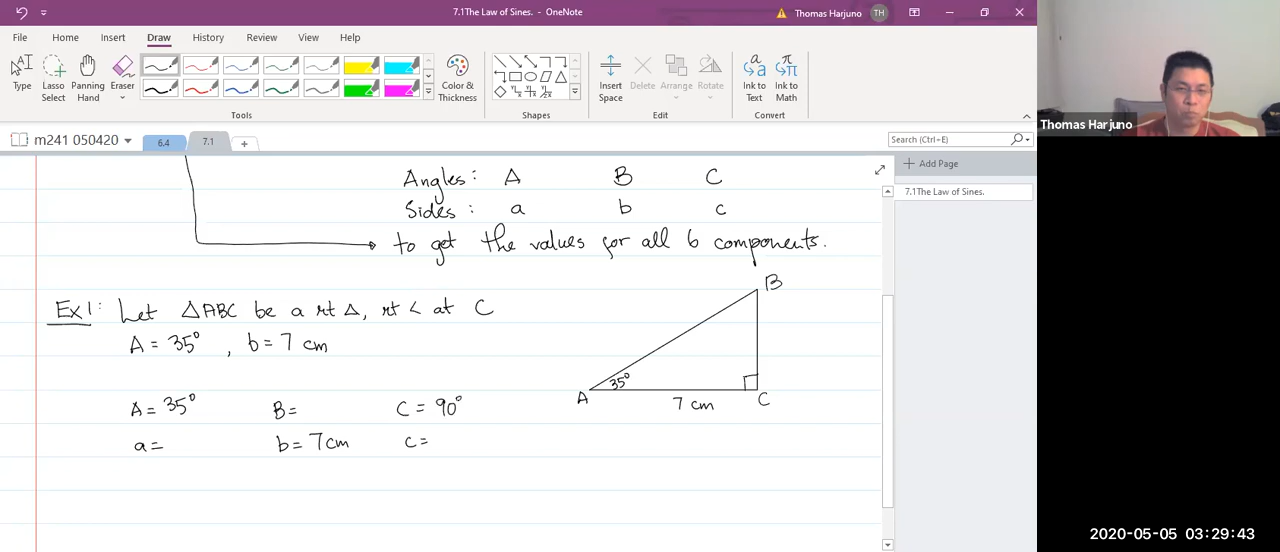 7.1The Law of Sines. - OneNote
Thomas Harjuno TH
File Home Insert Draw History Review View Help
Type Lasso Select Panning Hand Eraser Color & Thickness Insert Space Delete Arrange Rotate Ink to Text Ink to Math
Tools Shapes Edit Convert
Thomas Harjuno
m241 050420 6.4 7.1 Search (Ctrl+E)
Add Page
7.1The Law of Sines.
Angles: A B C
Sides: a b c
to get the values for all 6 components.
Ex1: Let △ABC be a rt △, rt < at C
A = 35° , b = 7 cm
A = 35° B = C = 90°
a = b = 7cm c =
B
35°
A 7 cm C
2020-05-05 03:29:43